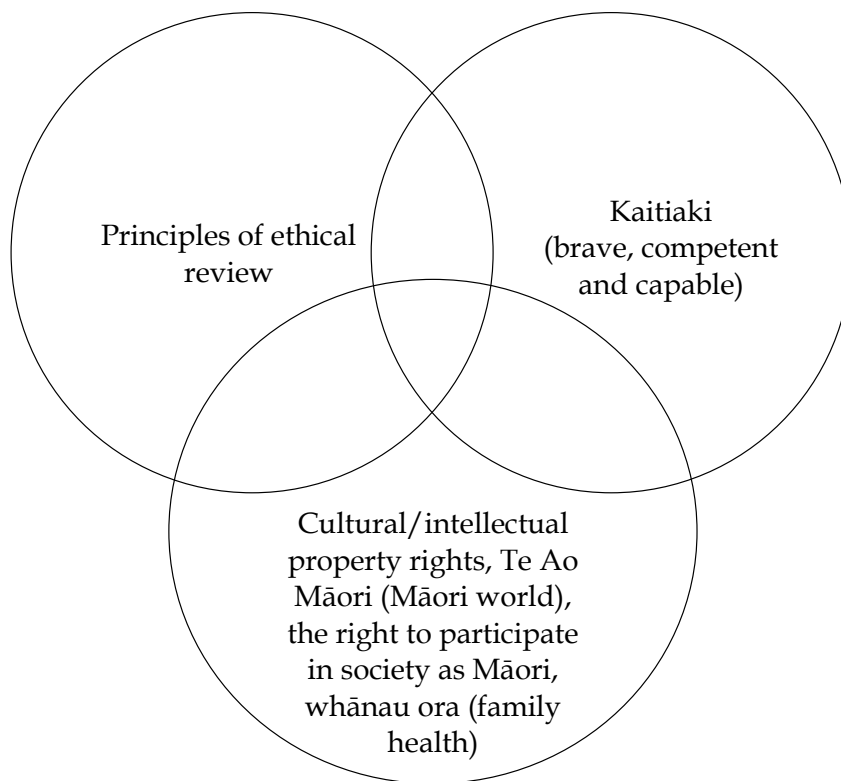 Principles of ethical
review
Kaitiaki
(brave, competent
and capable)
Cultural/intellectual
property rights, Te Ao
Māori (Māori world),
the right to participate
in society as Māori,
whānau ora (family
health)